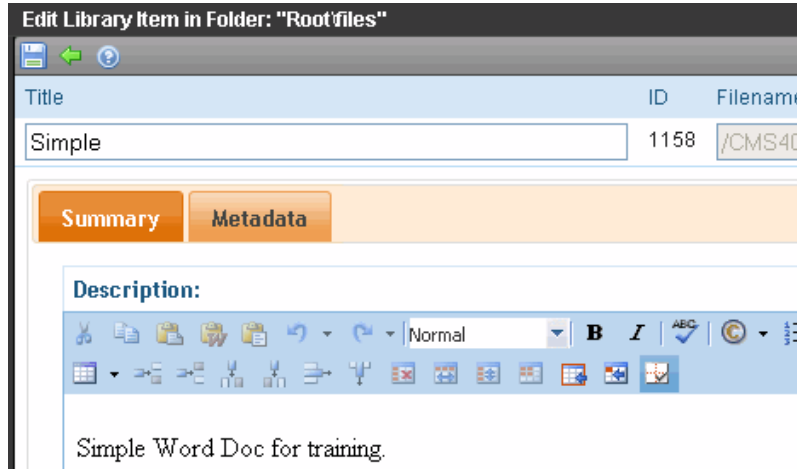 Edit Library Item in Folder: "Root\files"
Title ID Filename
Simple 1158 /CMS40
Summary Metadata
Description:
Normal B I ABC ©
Simple Word Doc for training.